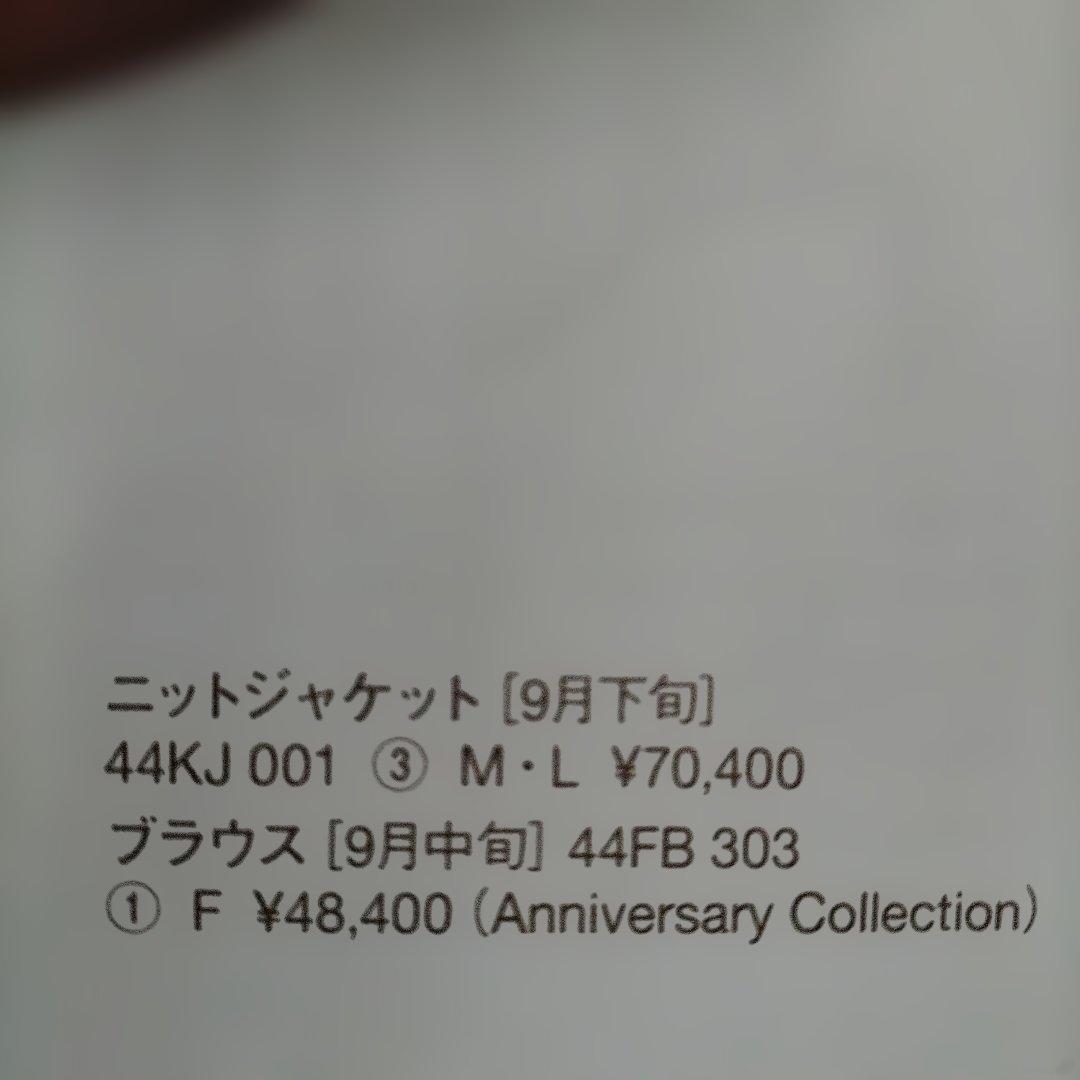 ニットジャケット [9月下旬]
44KJ 001 ③ M・L ¥70,400
ブラウス [9月中旬] 44FB 303
① F ¥48,400 (Anniversary Collection)